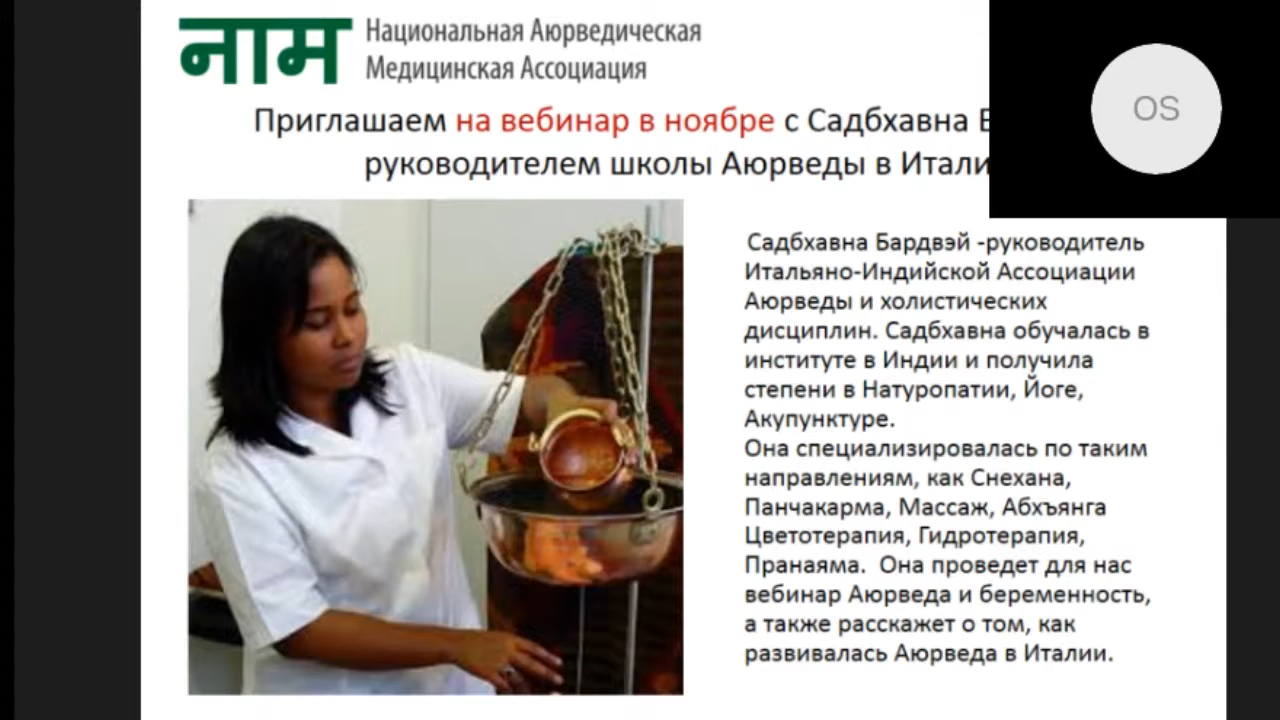 नाम
Национальная Аюрведическая
Медицинская Ассоциация
Приглашаем на вебинар в ноябре с Садбхавна
руководителем школы Аюрведы в
OS
Садбхавна Бардвэй -руководитель
Итальяно-Индийской Ассоциации
Аюрведы и холистических
дисциплин. Садбхавна обучалась в
институте в Индии и получила
степени в Натуропатии, Йоге,
Акупунктуре.
Она специализировалась по таким
направлениям, как Снехана,
Панчакарма, Массаж, Абхъянга
Цветотерапия, Гидротерапия,
Пранаяма. Она проведет для нас
вебинар Аюрведа и беременность,
а также расскажет о том, как
развивалась Аюрведа в Италии.